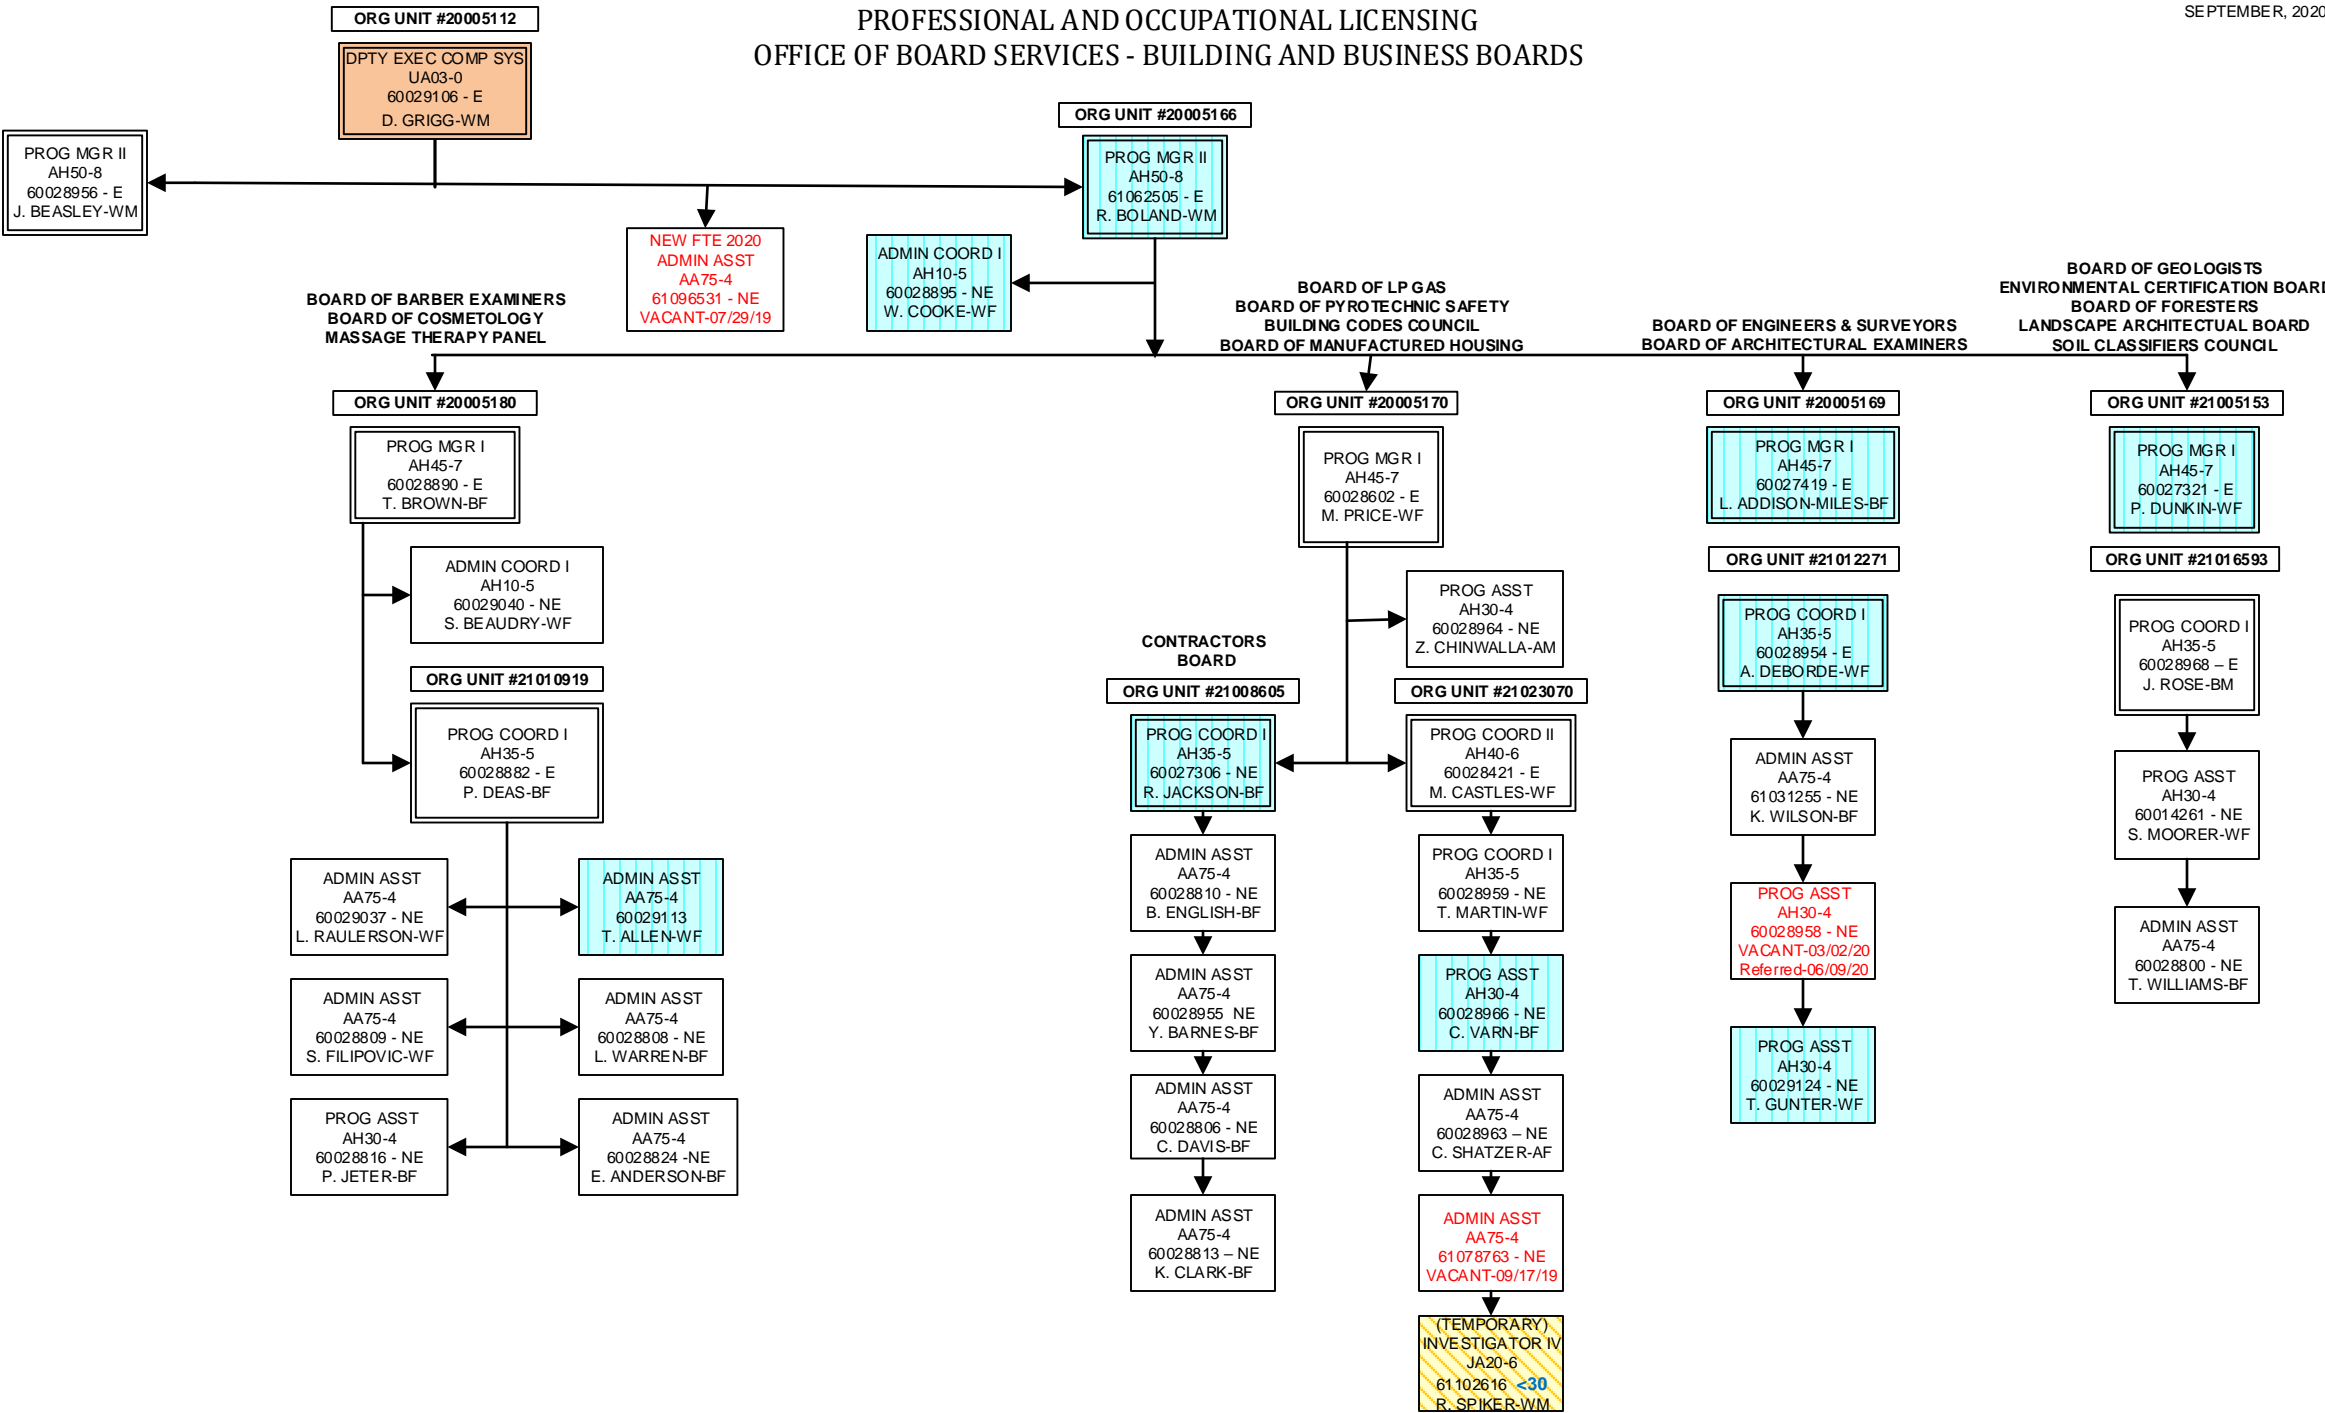 PROFESSIONAL AND OCCUPATIONAL LICENSING
OFFICE OF BOARD SERVICES - BUILDING AND BUSINESS BOARDS
SEPTEMBER, 2020
ORG UNIT #20005112
DPTY EXEC COMP SYS
UA03-0
60029106 - E
D. GRIGG-WM
PROG MGR II
AH50-8
60028956 - E
J. BEASLEY-WM
ORG UNIT #20005166
PROG MGR II
AH50-8
61062505 - E
R. BOLAND-WM
NEW FTE 2020
ADMIN ASST
AA75-4
61096531 - NE
VACANT-07/29/19
ADMIN COORD I
AH10-5
60028895 - NE
W. COOKE-WF
BOARD OF BARBER EXAMINERS
BOARD OF COSMETOLOGY
MASSAGE THERAPY PANEL
BOARD OF LP GAS
BOARD OF PYROTECHNIC SAFETY
BUILDING CODES COUNCIL
BOARD OF MANUFACTURED HOUSING
BOARD OF ENGINEERS & SURVEYORS
BOARD OF ARCHITECTURAL EXAMINERS
BOARD OF GEOLOGISTS
ENVIRONMENTAL CERTIFICATION BOARD
BOARD OF FORESTERS
LANDSCAPE ARCHITECTUAL BOARD
SOIL CLASSIFIERS COUNCIL
ORG UNIT #20005180
PROG MGR I
AH45-7
60028890 - E
T. BROWN-BF
ADMIN COORD I
AH10-5
60029040 - NE
S. BEAUDRY-WF
ORG UNIT #21010919
PROG COORD I
AH35-5
60028882 - E
P. DEAS-BF
ADMIN ASST
AA75-4
60029037 - NE
L. RAULERSON-WF
ADMIN ASST
AA75-4
60029113
T. ALLEN-WF
ADMIN ASST
AA75-4
60028809 - NE
S. FILIPOVIC-WF
ADMIN ASST
AA75-4
60028808 - NE
L. WARREN-BF
PROG ASST
AH30-4
60028816 - NE
P. JETER-BF
ADMIN ASST
AA75-4
60028824 -NE
E. ANDERSON-BF
ORG UNIT #20005170
PROG MGR I
AH45-7
60028602 - E
M. PRICE-WF
PROG ASST
AH30-4
60028964 - NE
Z. CHINWALLA-AM
CONTRACTORS
BOARD
ORG UNIT #21008605
PROG COORD I
AH35-5
60027306 - NE
R. JACKSON-BF
ADMIN ASST
AA75-4
60028810 - NE
B. ENGLISH-BF
ADMIN ASST
AA75-4
60028955 NE
Y. BARNES-BF
ADMIN ASST
AA75-4
60028806 - NE
C. DAVIS-BF
ADMIN ASST
AA75-4
60028813 – NE
K. CLARK-BF
ORG UNIT #21023070
PROG COORD II
AH40-6
60028421 - E
M. CASTLES-WF
PROG COORD I
AH35-5
60028959 - NE
T. MARTIN-WF
PROG ASST
AH30-4
60028966 - NE
C. VARN-BF
ADMIN ASST
AA75-4
60028963 – NE
C. SHATZER-AF
ADMIN ASST
AA75-4
61078763 - NE
VACANT-09/17/19
(TEMPORARY)
INVESTIGATOR IV
JA20-6
61102616 <30
R. SPIKER-WM
ORG UNIT #20005169
PROG MGR I
AH45-7
60027419 - E
L. ADDISON-MILES-BF
ORG UNIT #21012271
PROG COORD I
AH35-5
60028954 - E
A. DEBORDE-WF
ADMIN ASST
AA75-4
61031255 - NE
K. WILSON-BF
PROG ASST
AH30-4
60028958 - NE
VACANT-03/02/20
Referred-06/09/20
PROG ASST
AH30-4
60029124 - NE
T. GUNTER-WF
ORG UNIT #21005153
PROG MGR I
AH45-7
60027321 - E
P. DUNKIN-WF
ORG UNIT #21016593
PROG COORD I
AH35-5
60028968 – E
J. ROSE-BM
PROG ASST
AH30-4
60014261 - NE
S. MOORER-WF
ADMIN ASST
AA75-4
60028800 - NE
T. WILLIAMS-BF